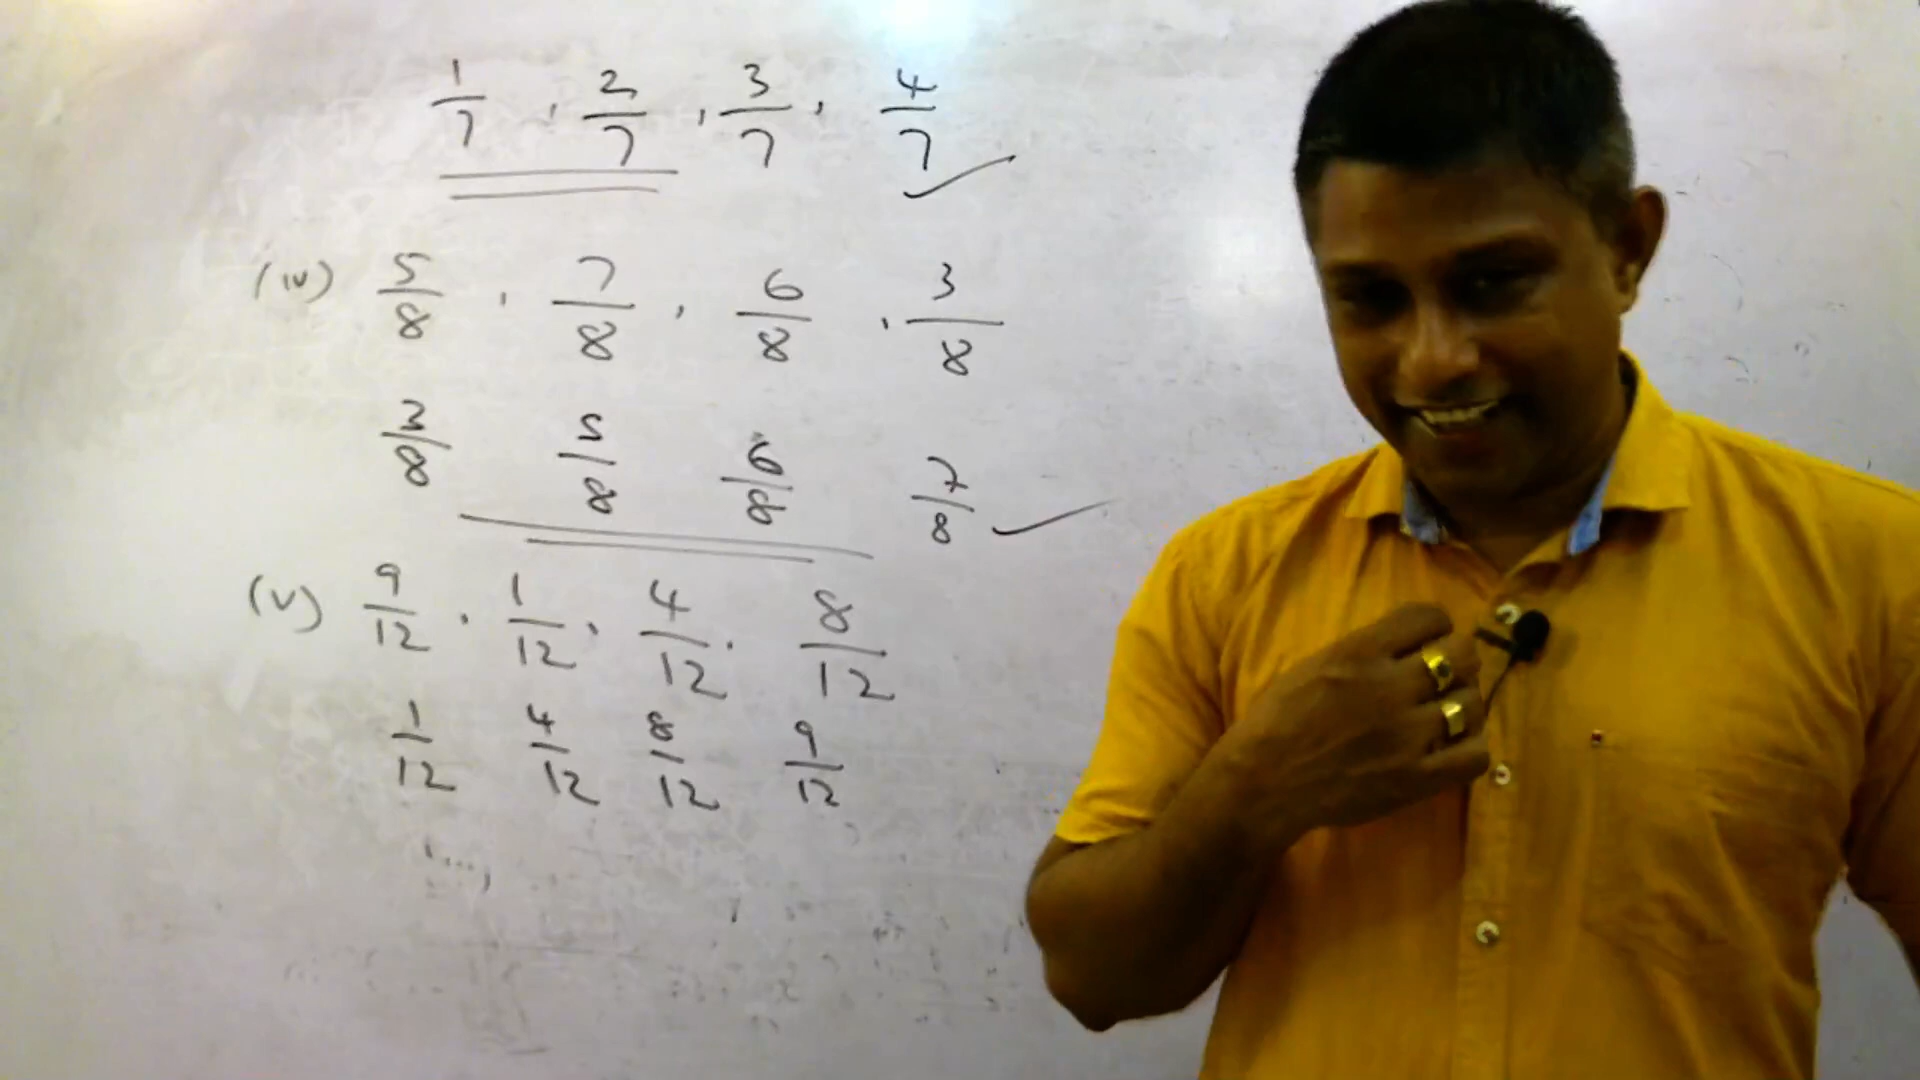 1/7 , 2/7 , 3/7 , 4/7 ✓
(iv) 5/8 , 7/8 , 6/8 , 3/8
3/8 5/8 6/8 7/8 ✓
(v) 9/12 , 1/12 , 4/12 , 8/12
1/12 4/12 8/12 9/12